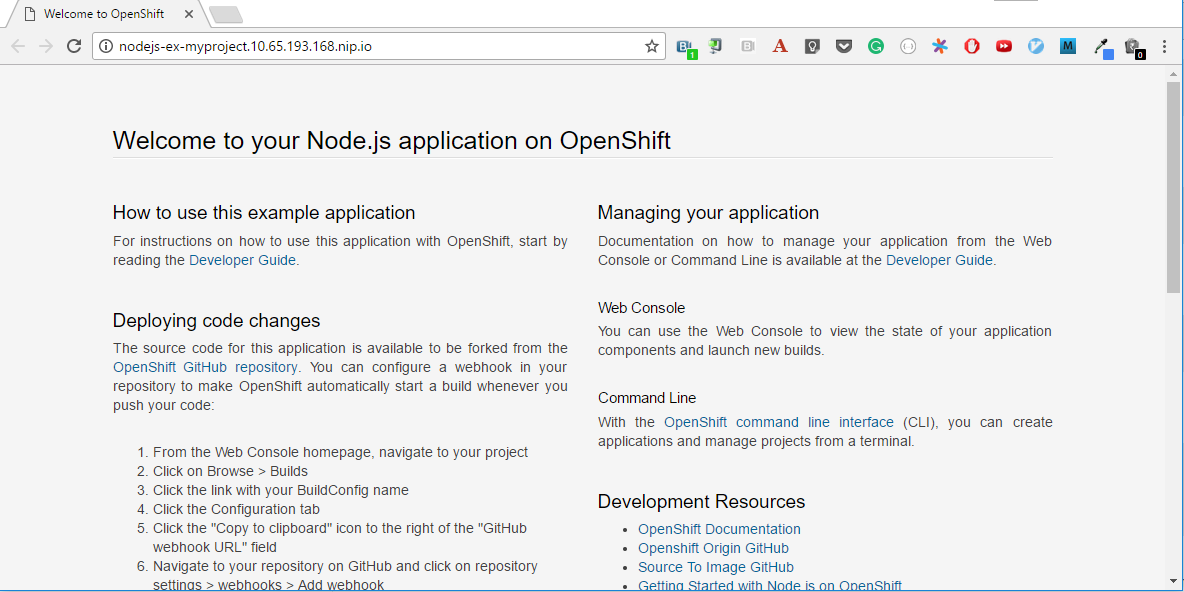 Welcome to OpenShift
nodejs-ex-myproject.10.65.193.168.nip.io
1
A
M
0
Welcome to your Node.js application on OpenShift
How to use this example application
For instructions on how to use this application with OpenShift, start by
reading the Developer Guide.
Deploying code changes
The source code for this application is available to be forked from the
OpenShift GitHub repository. You can configure a webhook in your
repository to make OpenShift automatically start a build whenever you
push your code:
1. From the Web Console homepage, navigate to your project
2. Click on Browse > Builds
3. Click the link with your BuildConfig name
4. Click the Configuration tab
5. Click the "Copy to clipboard" icon to the right of the "GitHub
webhook URL" field
6. Navigate to your repository on GitHub and click on repository
settings > webhooks > Add webhook
Managing your application
Documentation on how to manage your application from the Web
Console or Command Line is available at the Developer Guide.
Web Console
You can use the Web Console to view the state of your application
components and launch new builds.
Command Line
With the OpenShift command line interface (CLI), you can create
applications and manage projects from a terminal.
Development Resources
OpenShift Documentation
Openshift Origin GitHub
Source To Image GitHub
Getting Started with Node.js on OpenShift